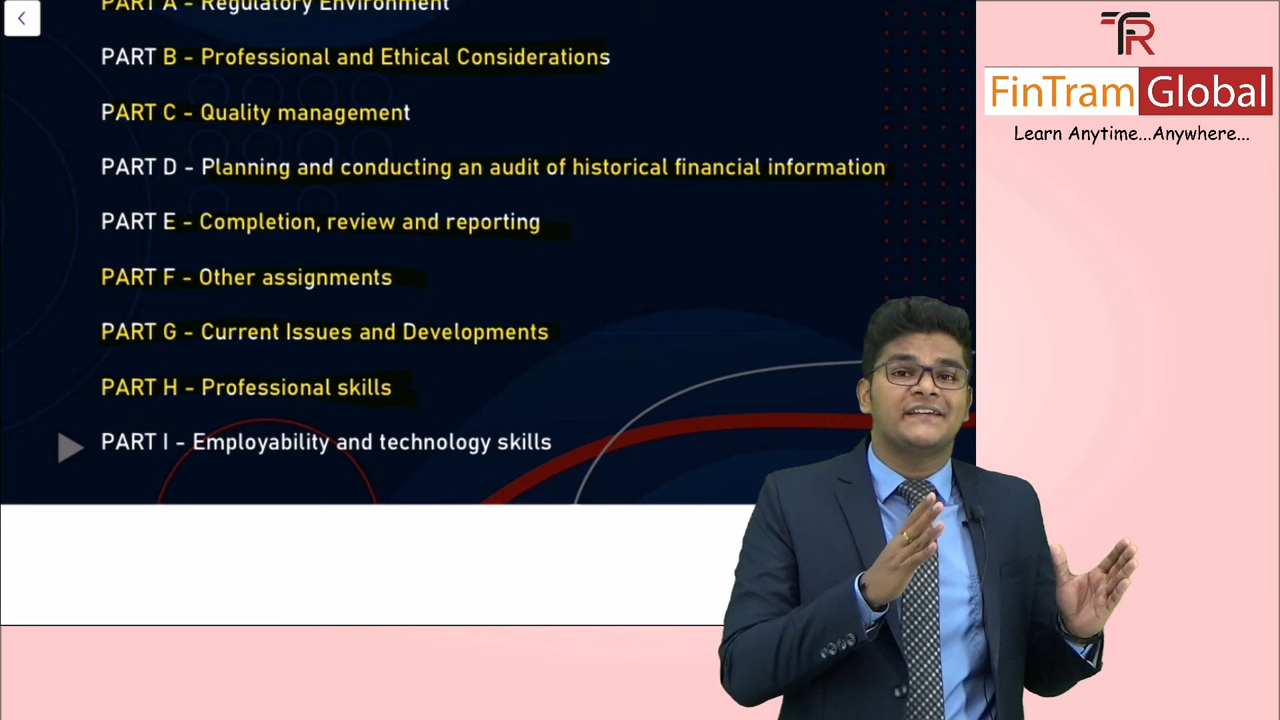 PART A - Regulatory Environment
PART B - Professional and Ethical Considerations
PART C - Quality management
PART D - Planning and conducting an audit of historical financial information
PART E - Completion, review and reporting
PART F - Other assignments
PART G - Current Issues and Developments
PART H - Professional skills
PART I - Employability and technology skills
TFR
FinTram Global
Learn Anytime...Anywhere...